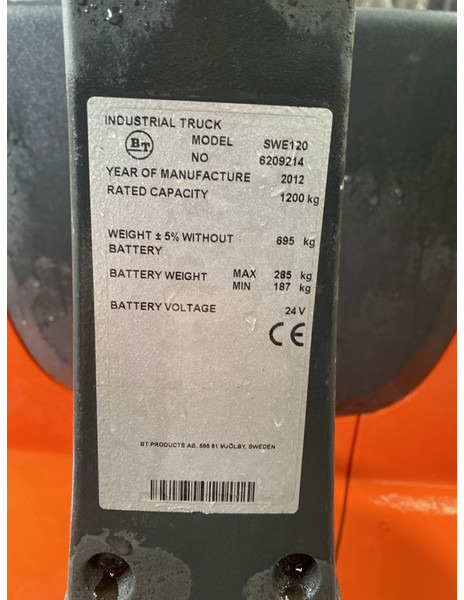 INDUSTRIAL TRUCK
BT MODEL SWE120
NO 6209214
YEAR OF MANUFACTURE 2012
RATED CAPACITY 1200 kg
WEIGHT ± 5% WITHOUT BATTERY 695 kg
BATTERY WEIGHT MAX 285 kg
MIN 187 kg
BATTERY VOLTAGE 24 V
CE
BT PRODUCTS AB, 595 81 MJÖLBY, SWEDEN